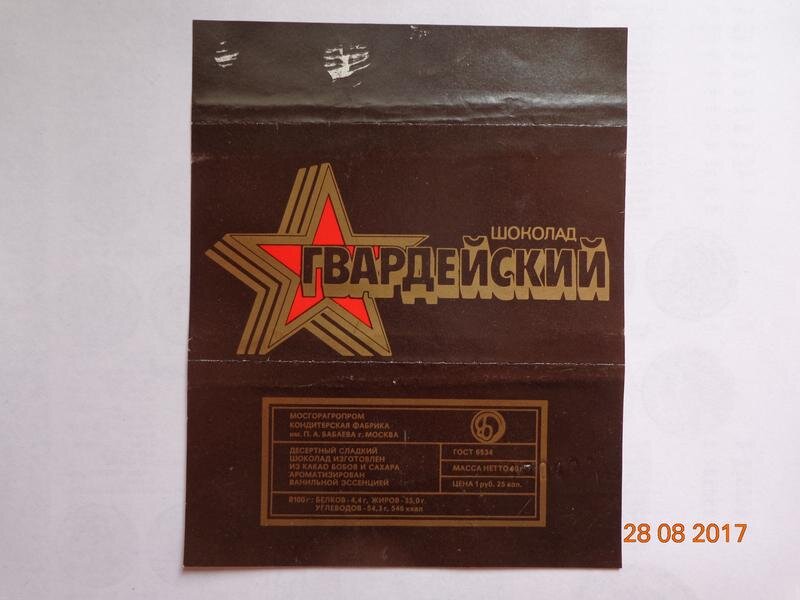 ШОКОЛАД
ГВАРДЕЙСКИЙ
МОСГОРАГРОПРОМ
КОНДИТЕРСКАЯ ФАБРИКА
им. П. А. БАБАЕВА г. МОСКВА
ДЕСЕРТНЫЙ СЛАДКИЙ
ШОКОЛАД ИЗГОТОВЛЕН
ИЗ КАКАО БОБОВ И САХАРА
АРОМАТИЗИРОВАН
ВАНИЛЬНОЙ ЭССЕНЦИЕЙ
ГОСТ 6534
МАССА НЕТТО
ЦЕНА 1 руб. 25 коп.
В 100 г : БЕЛКОВ - 4,4 г, ЖИРОВ - 35,0 г
УГЛЕВОДОВ - 54,3 г, 546 ккал
28 08 2017